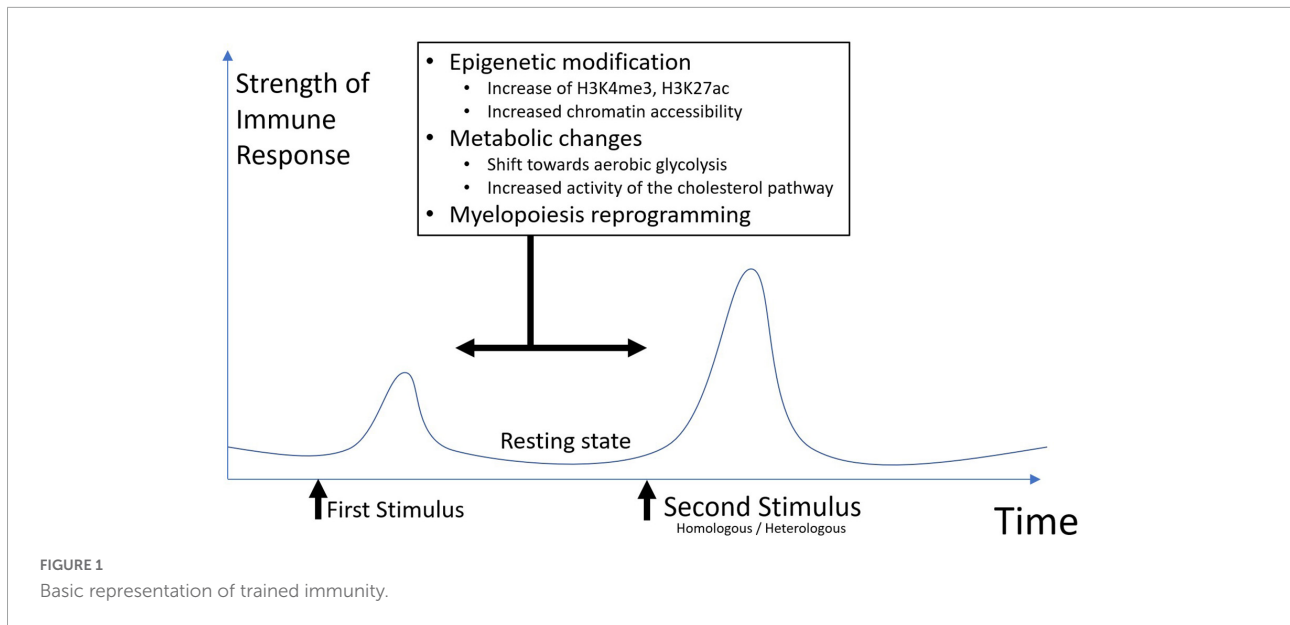 Strength of
Immune
Response
• Epigenetic modification
• Increase of H3K4me3, H3K27ac
• Increased chromatin accessibility
• Metabolic changes
• Shift towards aerobic glycolysis
• Increased activity of the cholesterol pathway
• Myelopoiesis reprogramming
Resting state
First Stimulus
Second Stimulus
Homologous / Heterologous
Time
FIGURE 1
Basic representation of trained immunity.